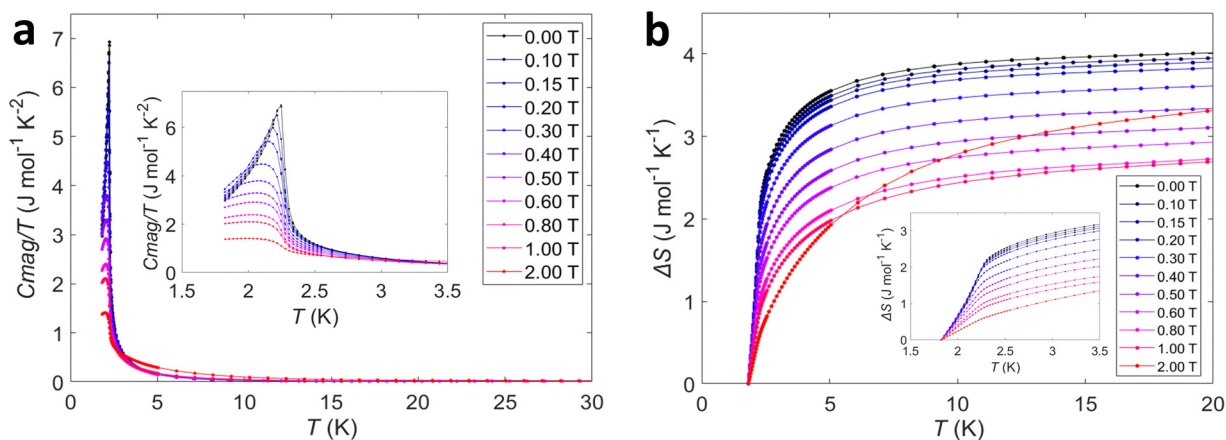 a
Cmag/T (J mol⁻¹ K⁻²)
7
6
5
4
3
2
1
0
0 5 10 15 20 25 30
T (K)
Cmag/T (J mol⁻¹ K⁻²)
6
4
2
0
1.5 2 2.5 3 3.5
T (K)
0.00 T
0.10 T
0.15 T
0.20 T
0.30 T
0.40 T
0.50 T
0.60 T
0.80 T
1.00 T
2.00 T
b
ΔS (J mol⁻¹ K⁻¹)
4
3
2
1
0
0 5 10 15 20
T (K)
ΔS (J mol⁻¹ K⁻¹)
3
2
1
0
1.5 2 2.5 3 3.5
T (K)
0.00 T
0.10 T
0.15 T
0.20 T
0.30 T
0.40 T
0.50 T
0.60 T
0.80 T
1.00 T
2.00 T